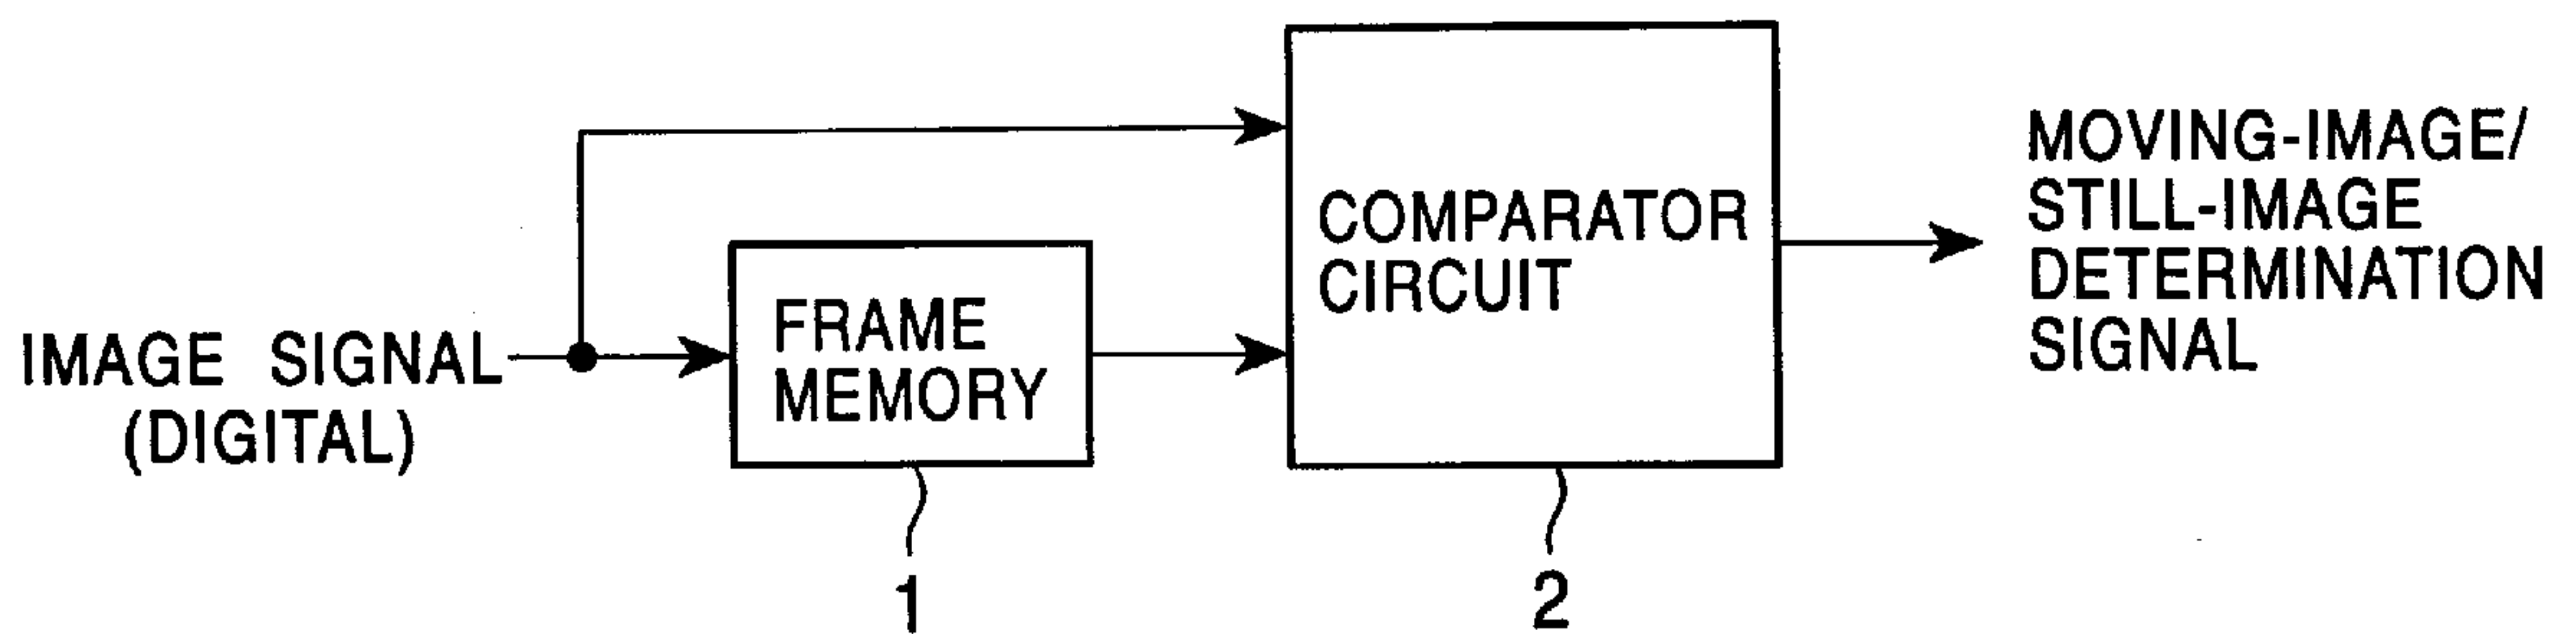 IMAGE SIGNAL
(DIGITAL)
FRAME
MEMORY
1
COMPARATOR
CIRCUIT
2
MOVING-IMAGE/
STILL-IMAGE
DETERMINATION
SIGNAL